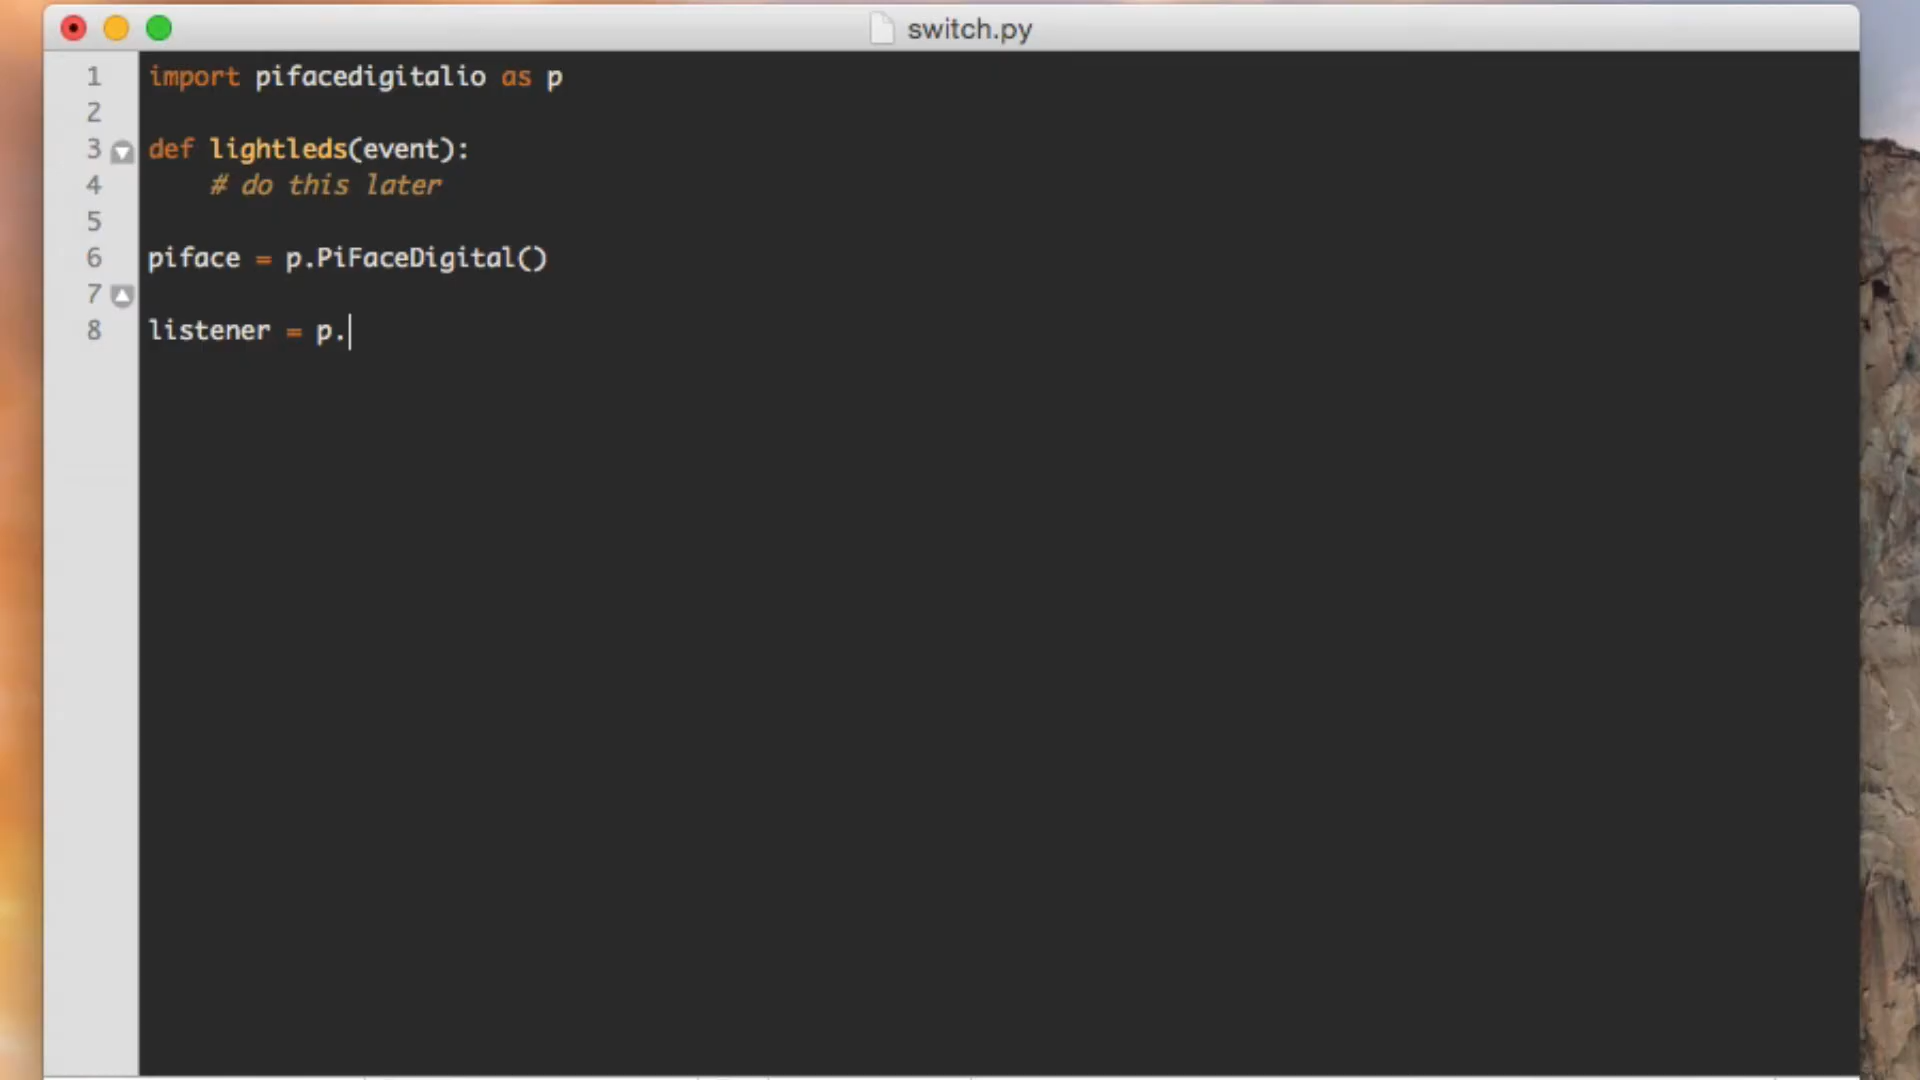 switch.py
1 import pifacedigitalio as p
2
3 def lightleds(event):
4     # do this later
5
6 piface = p.PiFaceDigital()
7
8 listener = p.